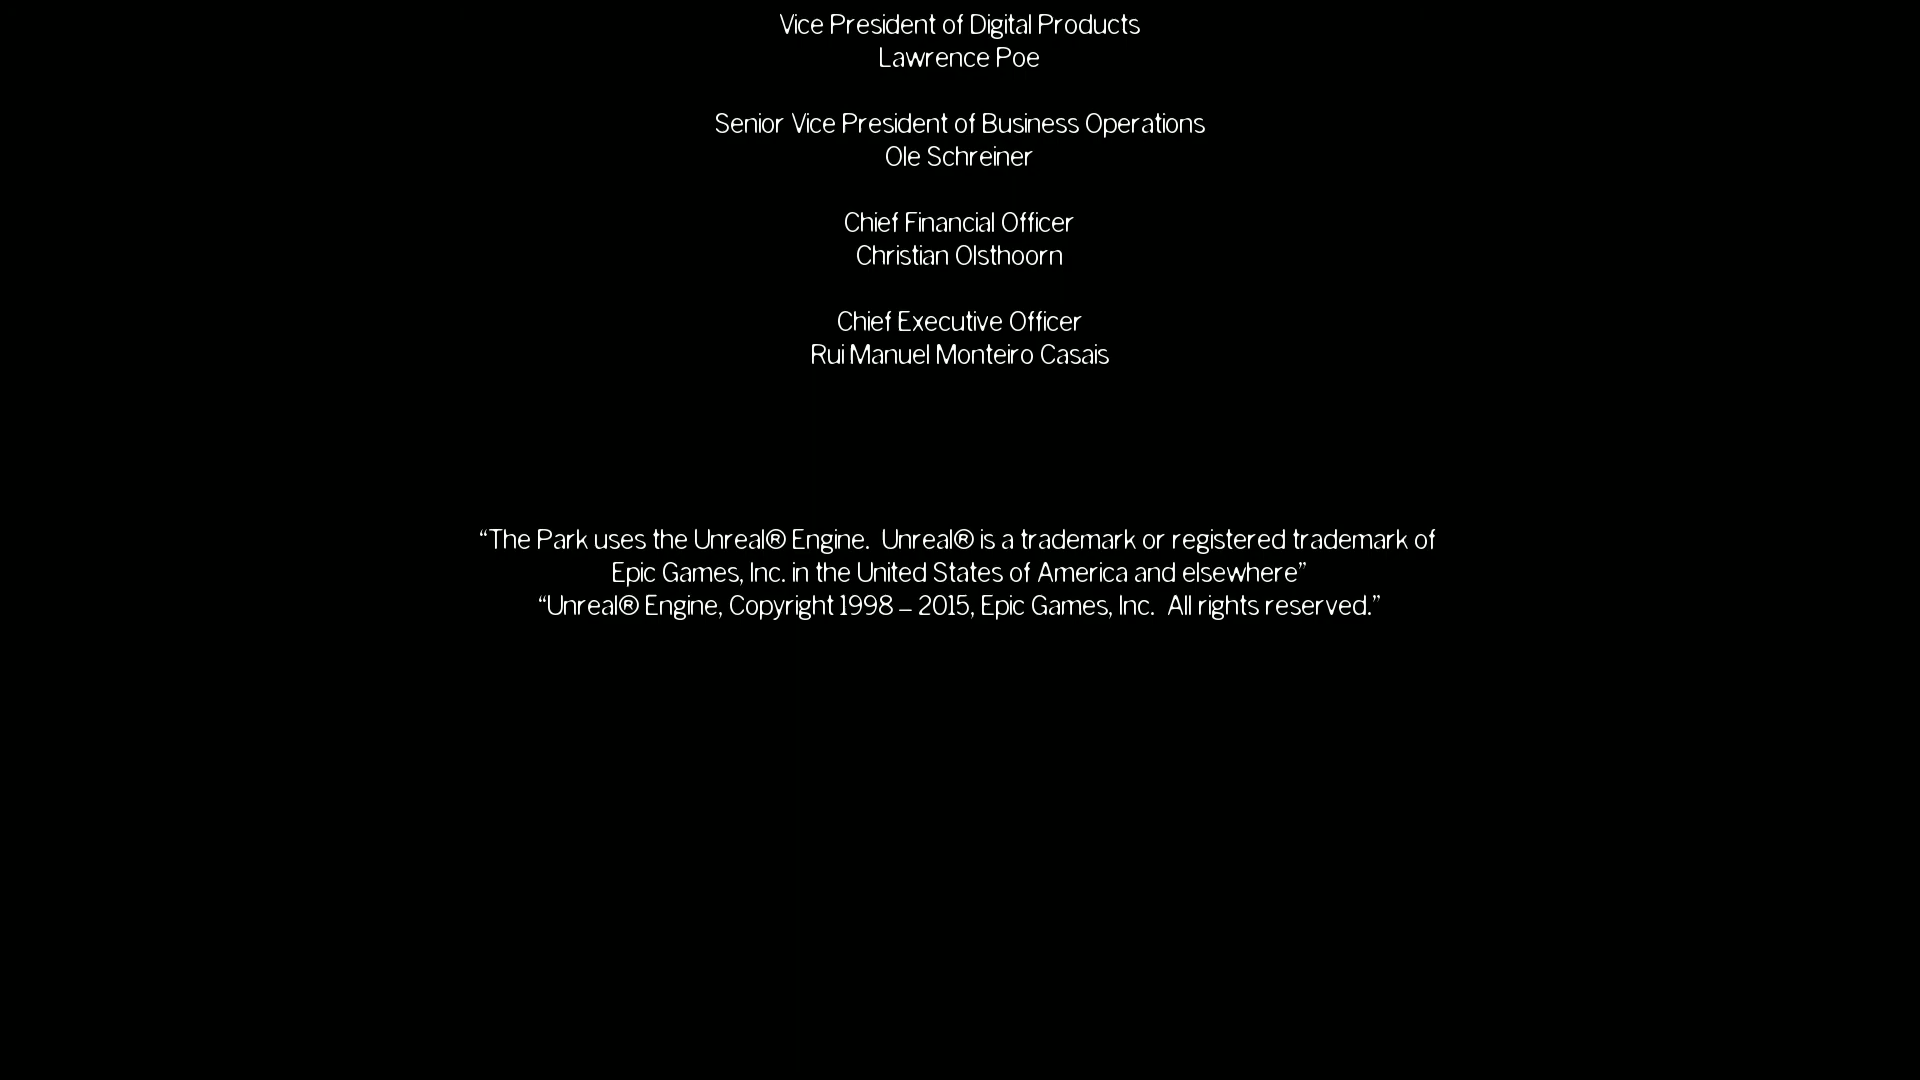 Vice President of Digital Products
Lawrence Poe
Senior Vice President of Business Operations
Ole Schreiner
Chief Financial Officer
Christian Olsthoorn
Chief Executive Officer
Rui Manuel Monteiro Casais
“The Park uses the Unreal® Engine.  Unreal® is a trademark or registered trademark of
Epic Games, Inc. in the United States of America and elsewhere”
“Unreal® Engine, Copyright 1998 – 2015, Epic Games, Inc.  All rights reserved.”